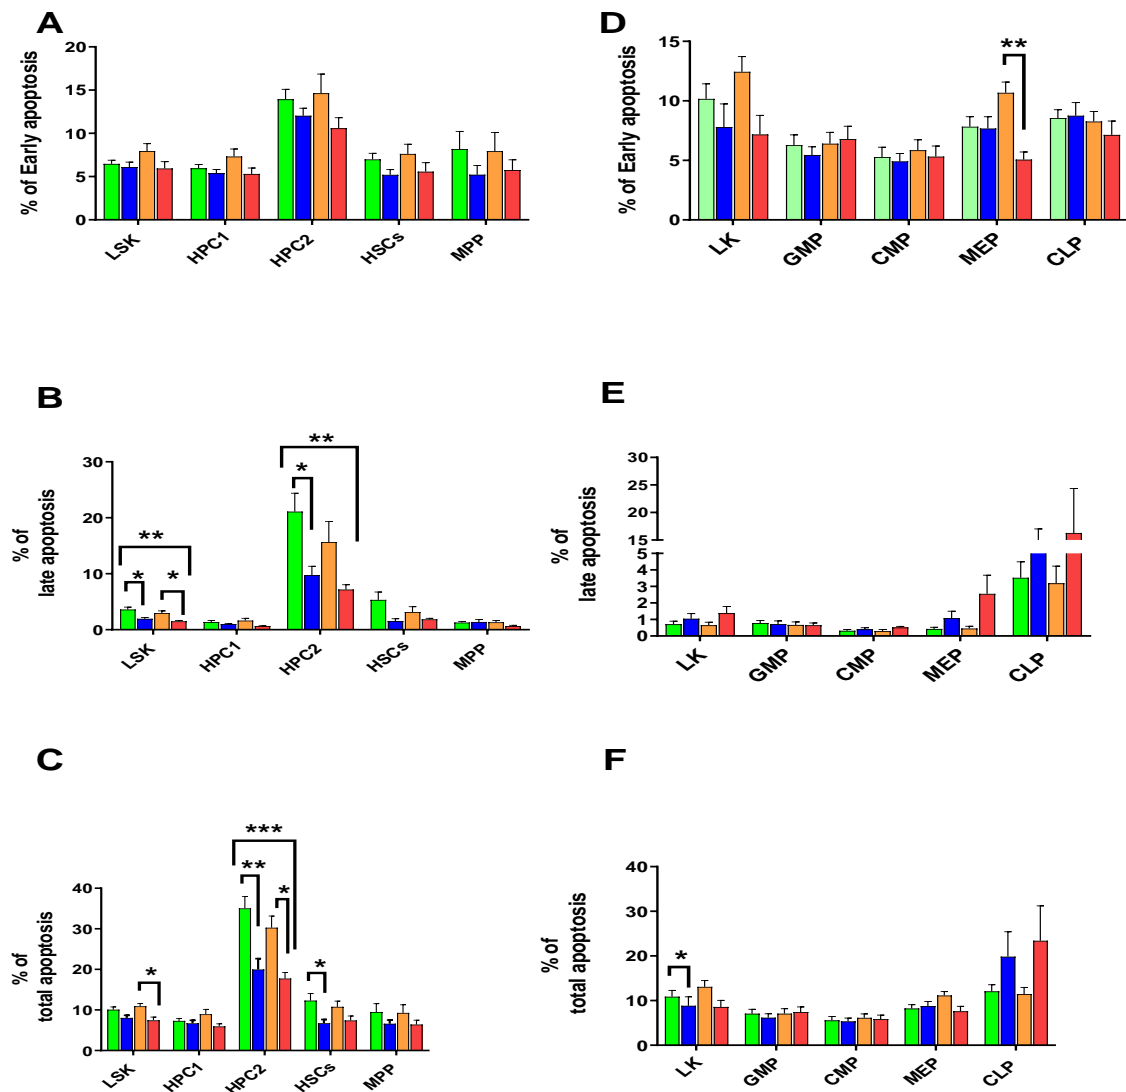 A
% of Early apoptosis
20
15
10
5
0
LSK
HPC1
HPC2
HSCs
MPP
D
% of Early apoptosis
15
10
5
0
**
LK
GMP
CMP
MEP
CLP
B
% of
late apoptosis
30
20
10
0
**
*
*
**
*
LSK
HPC1
HPC2
HSCs
MPP
E
% of
late apoptosis
30
25
20
15
5
4
3
2
1
0
LK
GMP
CMP
MEP
CLP
C
% of
total apoptosis
40
30
20
10
0
*
***
**
*
*
LSK
HPC1
HPC2
HSCs
MPP
F
% of
total apoptosis
40
30
20
10
0
*
LK
GMP
CMP
MEP
CLP